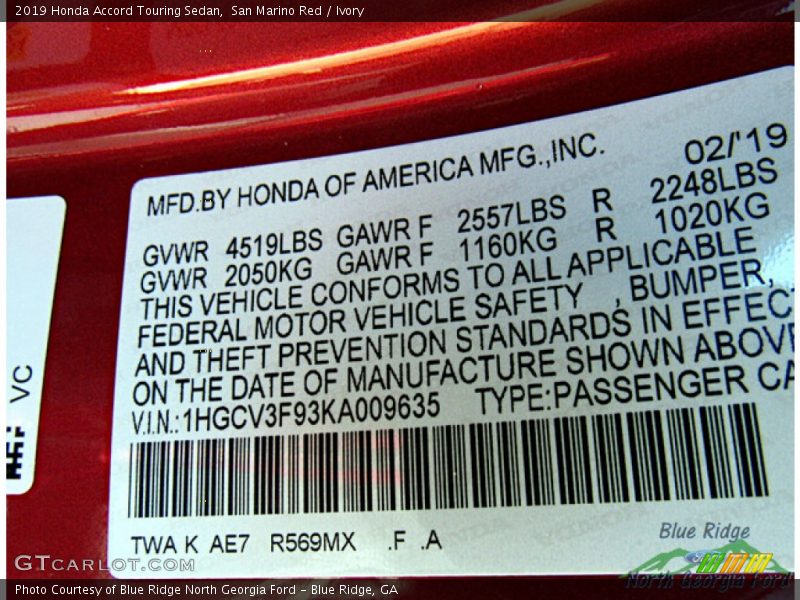 2019 Honda Accord Touring Sedan,  San Marino Red / Ivory
MFD.BY HONDA OF AMERICA MFG.,INC. 02/'19
GVWR 4519LBS GAWR F 2557LBS R 2248LBS
GVWR 2050KG GAWR F 1160KG R 1020KG
THIS VEHICLE CONFORMS TO ALL APPLICABLE
FEDERAL MOTOR VEHICLE SAFETY , BUMPER,
AND THEFT PREVENTION STANDARDS IN EFFEC
ON THE DATE OF MANUFACTURE SHOWN ABOV
V.I.N.:1HGCV3F93KA009635 TYPE:PASSENGER CA
TWA K AE7 R569MX .F .A
VC
Blue Ridge
North Georgia Ford
GTCarLot.com
Photo Courtesy of Blue Ridge North Georgia Ford – Blue Ridge, GA